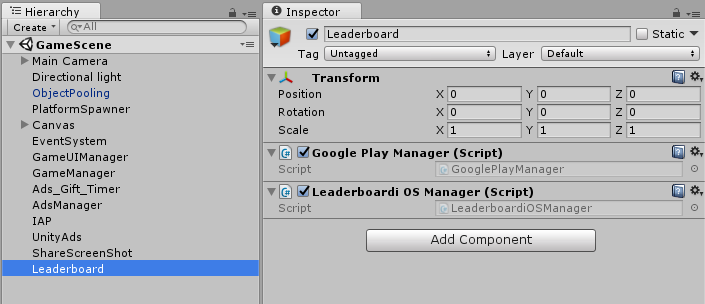 Hierarchy
Create
All
GameScene
Main Camera
Directional light
ObjectPooling
PlatformSpawner
Canvas
EventSystem
GameUIManager
GameManager
Ads_Gift_Timer
AdsManager
IAP
UnityAds
ShareScreenShot
Leaderboard
Inspector
Leaderboard Static
Tag Untagged Layer Default
Transform
Position X 0 Y 0 Z 0
Rotation X 0 Y 0 Z 0
Scale X 1 Y 1 Z 1
Google Play Manager (Script)
Script GooglePlayManager
Leaderboardi OS Manager (Script)
Script LeaderboardiOSManager
Add Component